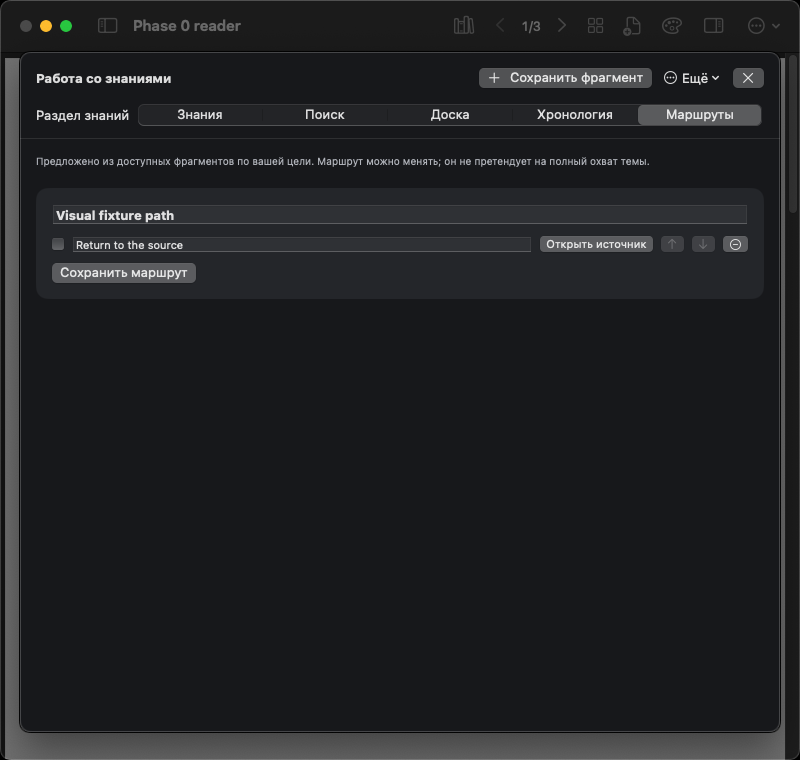 Phase 0 reader
1/3
Работа со знаниями
Сохранить фрагмент
Ещё
Раздел знаний
Знания
Поиск
Доска
Хронология
Маршруты
Предложено из доступных фрагментов по вашей цели. Маршрут можно менять; он не претендует на полный охват темы.
Visual fixture path
Return to the source
Открыть источник
Сохранить маршрут